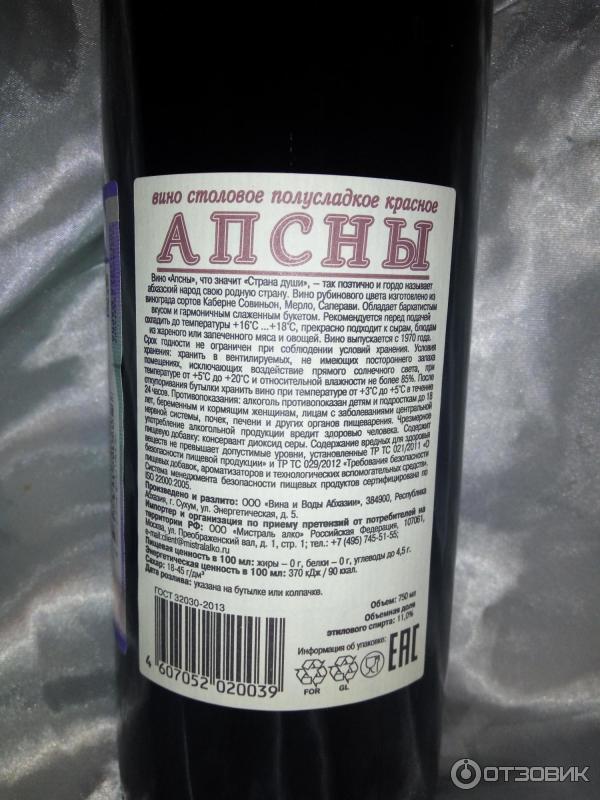 вино столовое полусладкое красное
АПСНЫ
Вино «Апсны», что значит «Страна души», – так поэтично и гордо называет
абхазский народ свою родную страну. Вино рубинового цвета изготовлено из
винограда сортов Каберне Совиньон, Мерло, Саперави. Обладает бархатистым
вкусом и гармоничным слаженным букетом. Рекомендуется перед подачей
охладить до температуры +16°С ...+18°С, прекрасно подходит к сырам, блюдам
из жареного или запеченного мяса и овощей. Вино выпускается с 1970 года.
Срок годности не ограничен при соблюдении условий хранения. Условия
хранения: хранить в вентилируемых, не имеющих постороннего запаха
помещениях, исключающих воздействие прямого солнечного света, при
температуре от +5°С до +20°С и относительной влажности не более 85%. После
откупоривания бутылки хранить вино при температуре от +3°С до +5°С в течение
24 часов. Противопоказания: алкоголь противопоказан детям и подросткам до 18
лет, беременным и кормящим женщинам, лицам с заболеваниями центральной
нервной системы, почек, печени и других органов пищеварения. Чрезмерное
употребление алкогольной продукции вредит здоровью человека. Содержит
пищевую добавку: консервант диоксид серы. Содержание вредных для здоровья
веществ не превышает допустимые уровни, установленные ТР ТС 021/2011 «О
безопасности пищевой продукции» и ТР ТС 029/2012 «Требования безопасности
пищевых добавок, ароматизаторов и технологических вспомогательных средств».
Система менеджмента безопасности пищевых продуктов сертифицирована по
ISO 22000:2005.
Произведено и разлито: ООО «Вина и Воды Абхазии», 384900, Республика
Абхазия, г. Сухум, ул. Энергетическая, д. 5.
Импортер и организация по приему претензий от потребителей на
территории РФ: ООО «Мистраль алко» Российская Федерация, 107061,
Москва, ул. Преображенский вал, д. 1, стр. 1; тел.: +7 (495) 745-51-55;
e-mail:client@mistralalko.ru
Пищевая ценность в 100 мл: жиры – 0 г, белки – 0 г, углеводы до 4,5 г.
Энергетическая ценность в 100 мл: 370 кДж / 90 ккал.
Сахар: 18-45 г/дм³
Дата розлива: указана на бутылке или колпачке.
ГОСТ 32030-2013
Объем: 750 мл
Объемная доля
этилового спирта: 11,0%
Информация об упаковке:
FOR GL
EAC
4 607052 020039
ОТЗОВИК